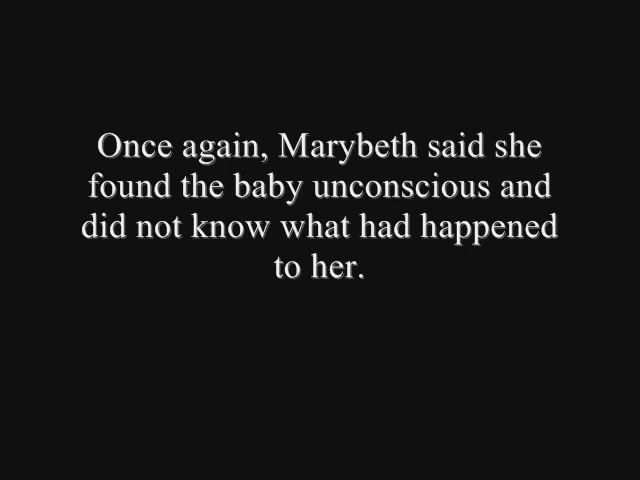 Once again, Marybeth said she
found the baby unconscious and
did not know what had happened
to her.